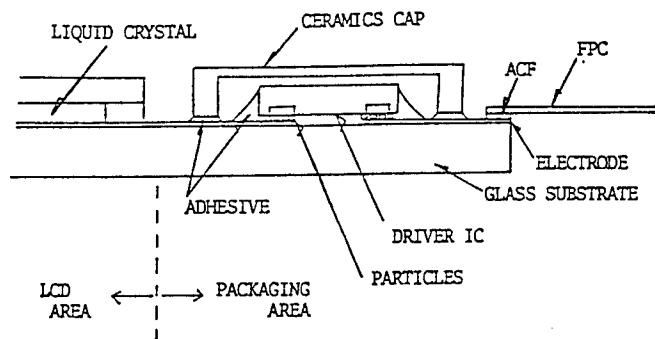 CERAMICS CAP
LIQUID CRYSTAL
FPC
ACF
ELECTRODE
GLASS SUBSTRATE
ADHESIVE
DRIVER IC
PARTICLES
LCD
AREA
PACKAGING
AREA